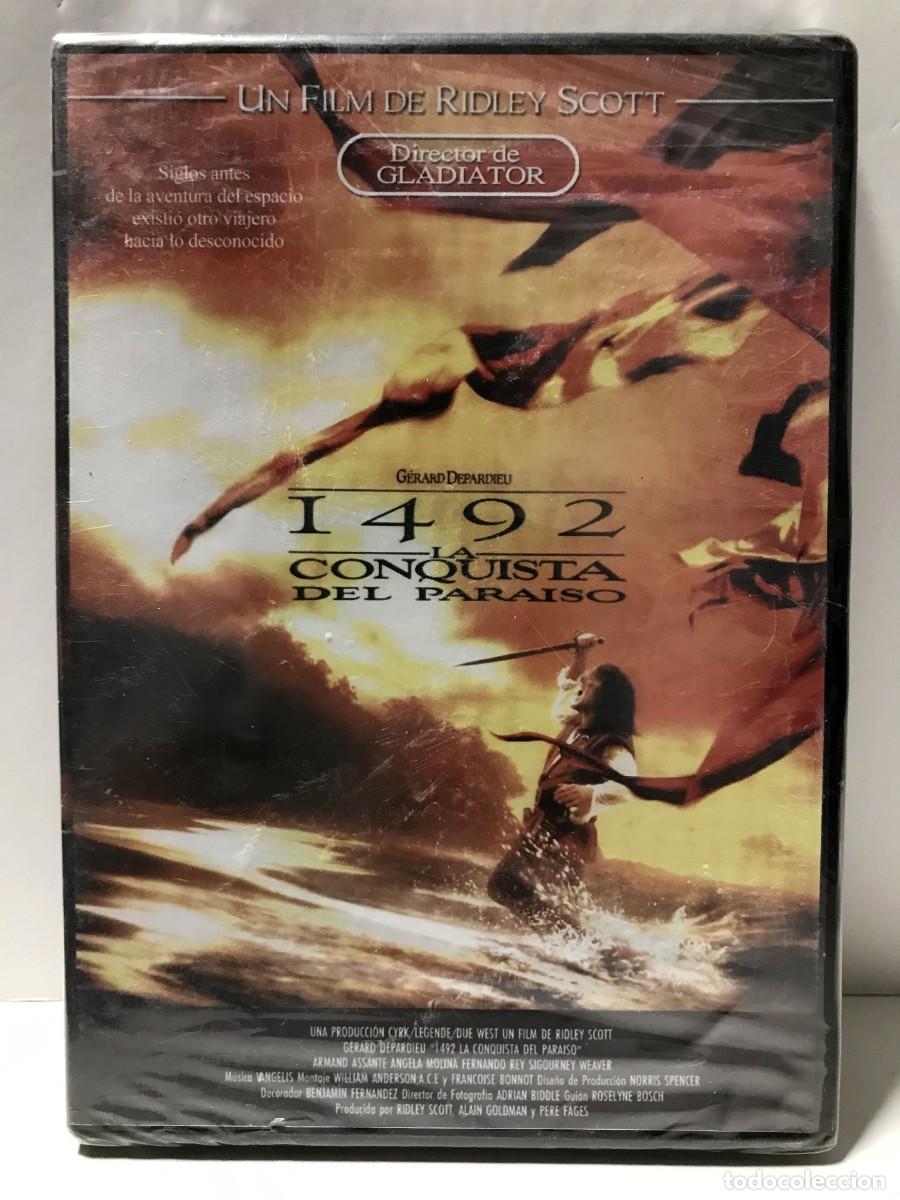 UN FILM DE RIDLEY SCOTT
Director de
GLADIATOR
Siglos antes
de la aventura del espacio
existió otro viajero
hacia lo desconocido
GÉRARD DEPARDIEU
1492
LA
CONQUISTA
DEL PARAISO
UNA PRODUCCIÓN CYRK/LEGENDE/DUE WEST UN FILM DE RIDLEY SCOTT
GERARD DEPARDIEU "1492 LA CONQUISTA DEL PARAISO"
ARMAND ASSANTE ANGELA MOLINA FERNANDO REY SIGOURNEY WEAVER
Música VANGELIS Montaje WILLIAM ANDERSON,A.C.E y FRANCOISE BONNOT Diseño de Producción NORRIS SPENCER
Decorador BENJAMIN FERNANDEZ Director de Fotografía ADRIAN BIDDLE Guión ROSELYNE BOSCH
Producida por RIDLEY SCOTT, ALAIN GOLDMAN y PERE FAGES
todocoleccion